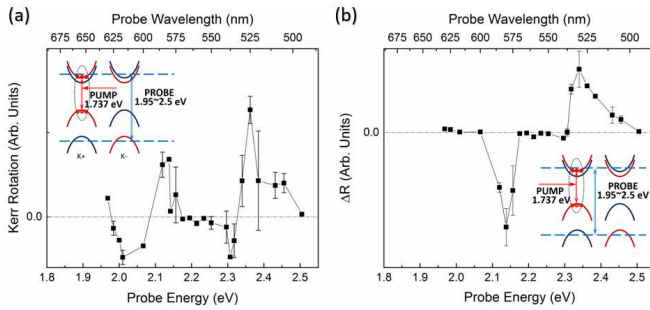 (a)
Probe Wavelength (nm)
675 650 625 600 575 550 525 500
Kerr Rotation (Arb. Units)
0.0
PUMP
1.737 eV
PROBE
1.95~2.5 eV
K+ K-
1.8 1.9 2.0 2.1 2.2 2.3 2.4 2.5 2.6
Probe Energy (eV)
(b)
Probe Wavelength (nm)
675 650 625 600 575 550 525 500
ΔR (Arb. Units)
0.0
PUMP
1.737 eV
PROBE
1.95~2.5 eV
1.8 1.9 2.0 2.1 2.2 2.3 2.4 2.5
Probe Energy (eV)